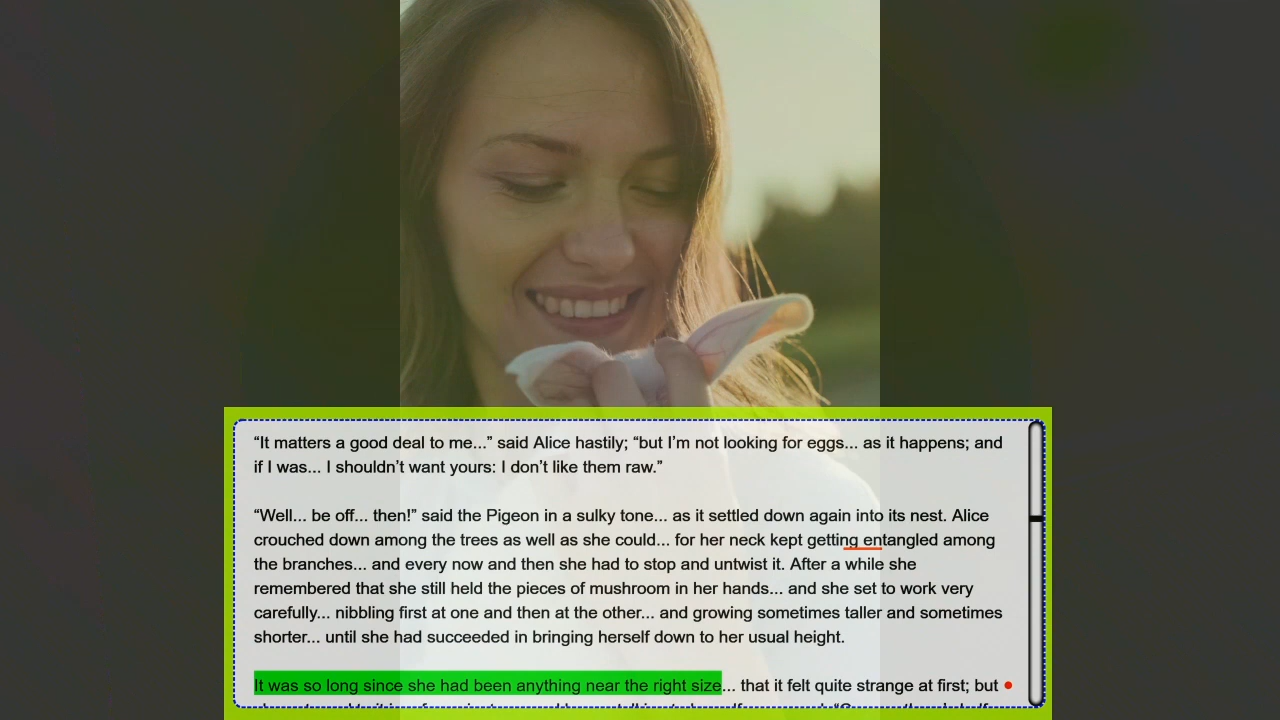 “It matters a good deal to me...” said Alice hastily; “but I’m not looking for eggs... as it happens; and
if I was... I shouldn’t want yours: I don’t like them raw.”
“Well... be off... then!” said the Pigeon in a sulky tone... as it settled down again into its nest. Alice
crouched down among the trees as well as she could... for her neck kept getting entangled among
the branches... and every now and then she had to stop and untwist it. After a while she
remembered that she still held the pieces of mushroom in her hands... and she set to work very
carefully... nibbling first at one and then at the other... and growing sometimes taller and sometimes
shorter... until she had succeeded in bringing herself down to her usual height.
It was so long since she had been anything near the right size... that it felt quite strange at first; but